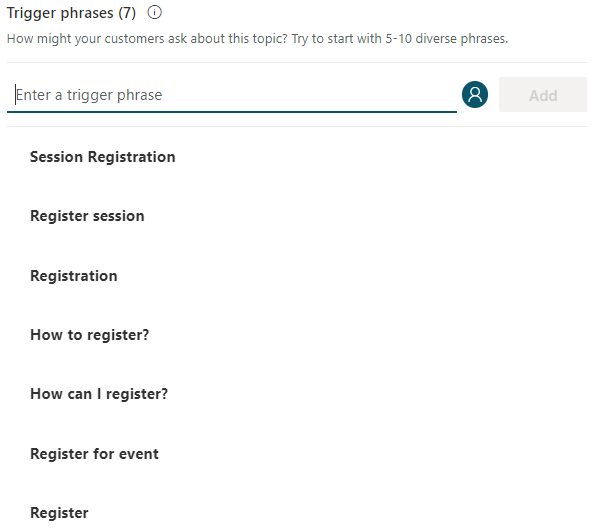 Trigger phrases (7)
How might your customers ask about this topic? Try to start with 5-10 diverse phrases.
Enter a trigger phrase
Add
Session Registration
Register session
Registration
How to register?
How can I register?
Register for event
Register